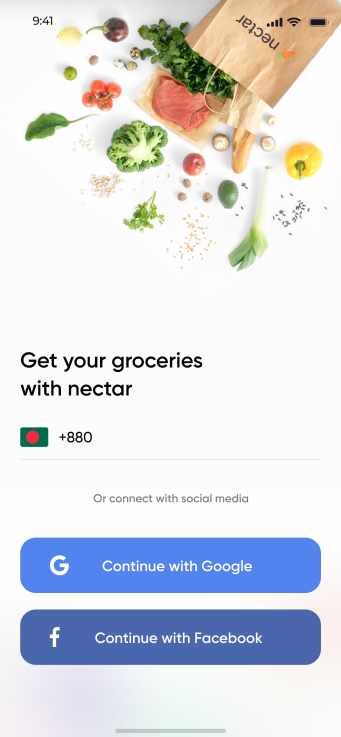 9:41
nectar
Get your groceries
with nectar
+880
Or connect with social media
G
Continue with Google
f
Continue with Facebook